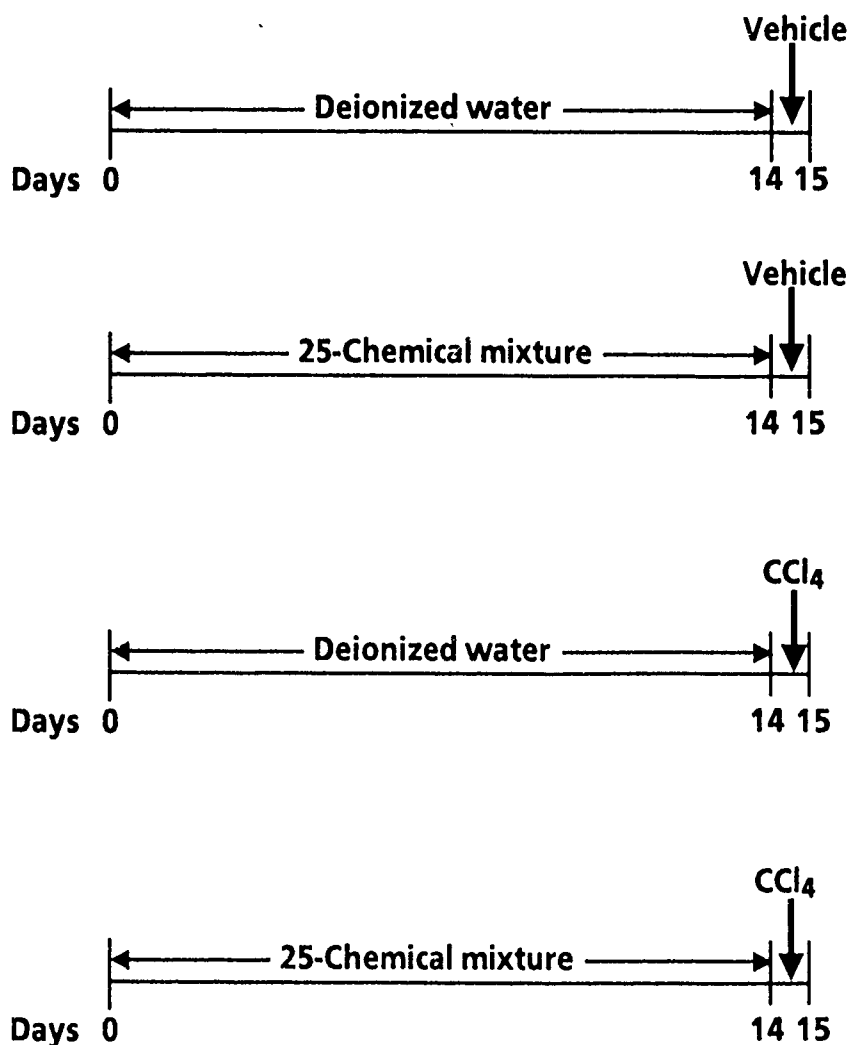 Vehicle
Deionized water
Days 0 14 15
Vehicle
25-Chemical mixture
Days 0 14 15
CCl4
Deionized water
Days 0 14 15
CCl4
25-Chemical mixture
Days 0 14 15